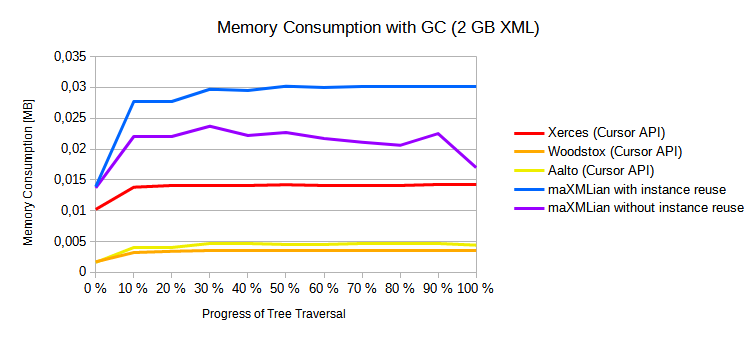 Memory Consumption with GC (2 GB XML)
0,035
0,03
0,025
0,02
0,015
0,01
0,005
0
Memory Consumption [MB]
0 % 10 % 20 % 30 % 40 % 50 % 60 % 70 % 80 % 90 % 100 %
Progress of Tree Traversal
Xerces (Cursor API)
Woodstox (Cursor API)
Aalto (Cursor API)
maXMLian with instance reuse
maXMLian without instance reuse